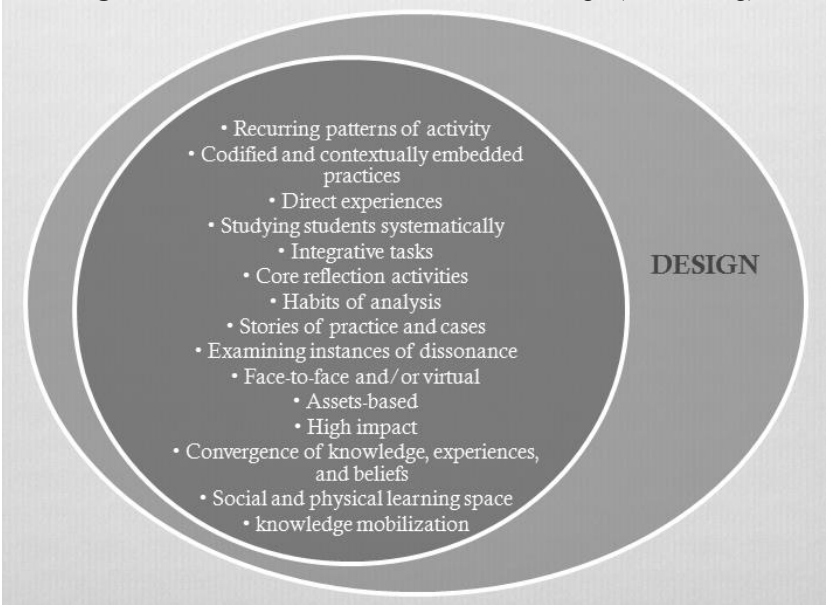 • Recurring patterns of activity
• Codified and contextually embedded
practices
• Direct experiences
• Studying students systematically
• Integrative tasks
• Core reflection activities
• Habits of analysis
• Stories of practice and cases
• Examining instances of dissonance
• Face-to-face and/or virtual
• Assets-based
• High impact
• Convergence of knowledge, experiences,
and beliefs
• Social and physical learning space
• knowledge mobilization
DESIGN